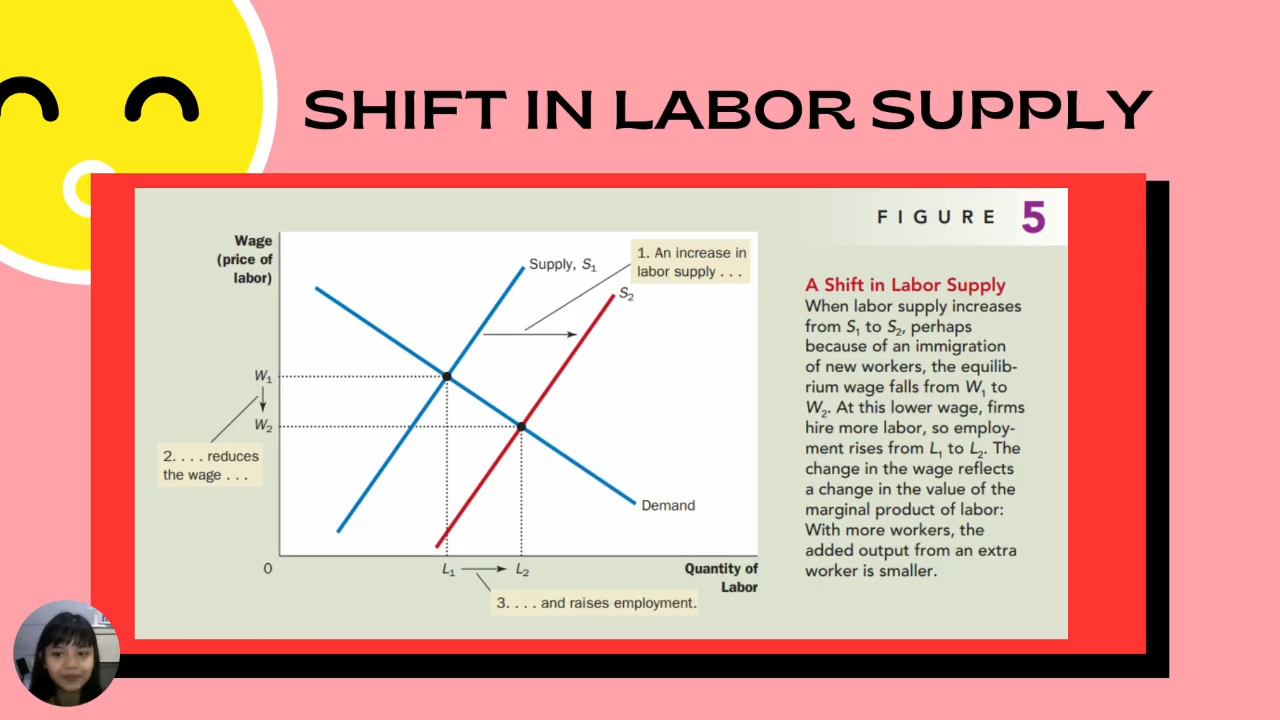 SHIFT IN LABOR SUPPLY
FIGURE 5
Wage
(price of
labor)
Supply, S1
1. An increase in
labor supply . . .
S2
W1
W2
2. . . . reduces
the wage . . .
Demand
0
L1
L2
Quantity of
Labor
3. . . . and raises employment.
A Shift in Labor Supply
When labor supply increases
from S1 to S2, perhaps
because of an immigration
of new workers, the equilib-
rium wage falls from W1 to
W2. At this lower wage, firms
hire more labor, so employ-
ment rises from L1 to L2. The
change in the wage reflects
a change in the value of the
marginal product of labor:
With more workers, the
added output from an extra
worker is smaller.